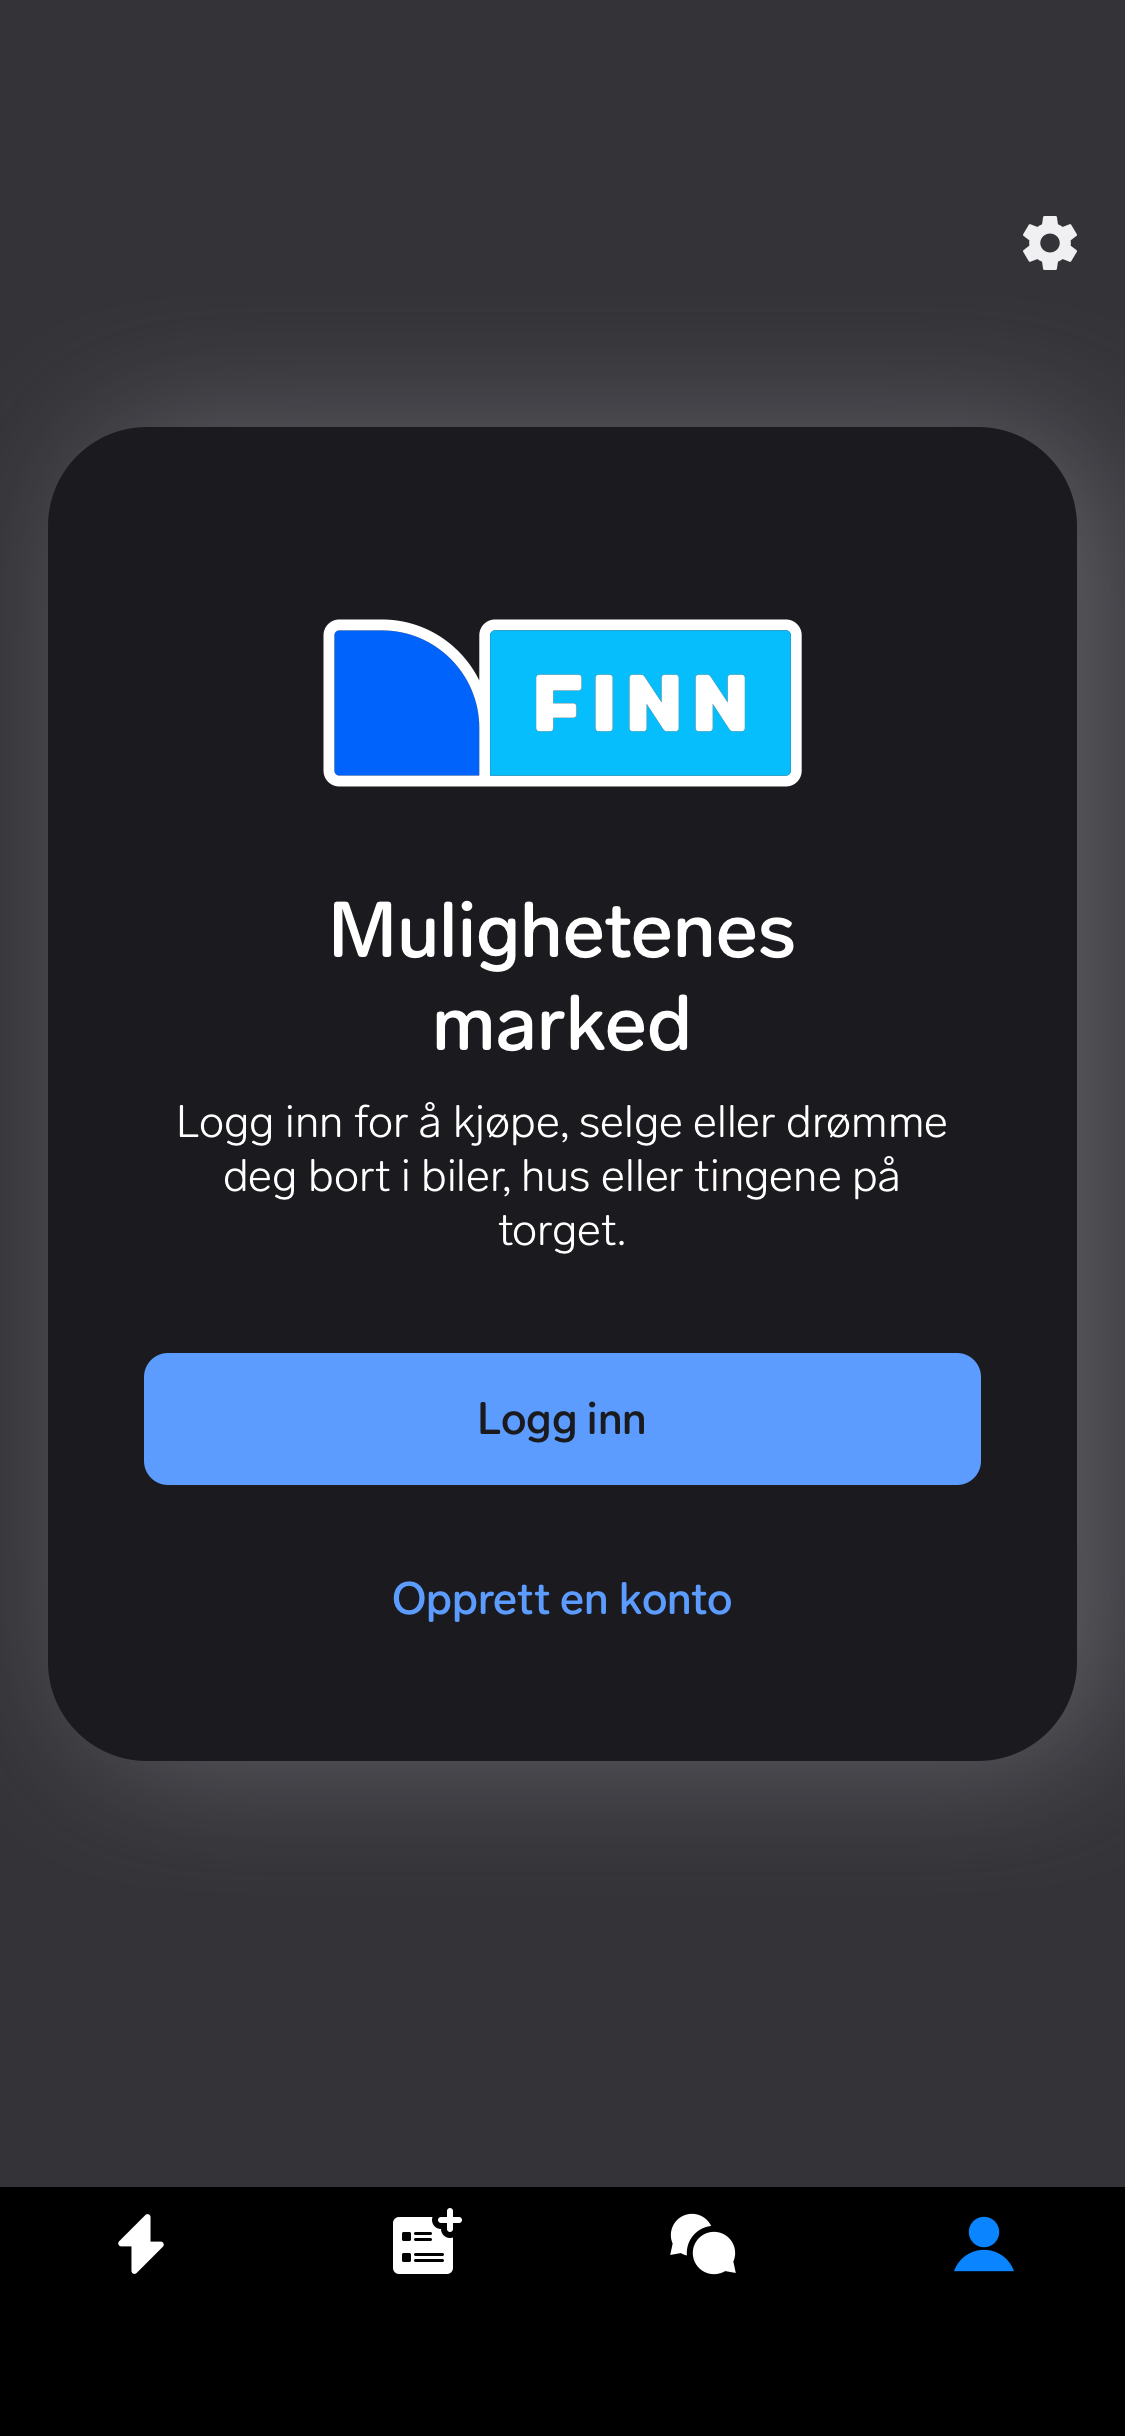 FINN
Mulighetenes
marked
Logg inn for å kjøpe, selge eller drømme
deg bort i biler, hus eller tingene på
torget.
Logg inn
Opprett en konto